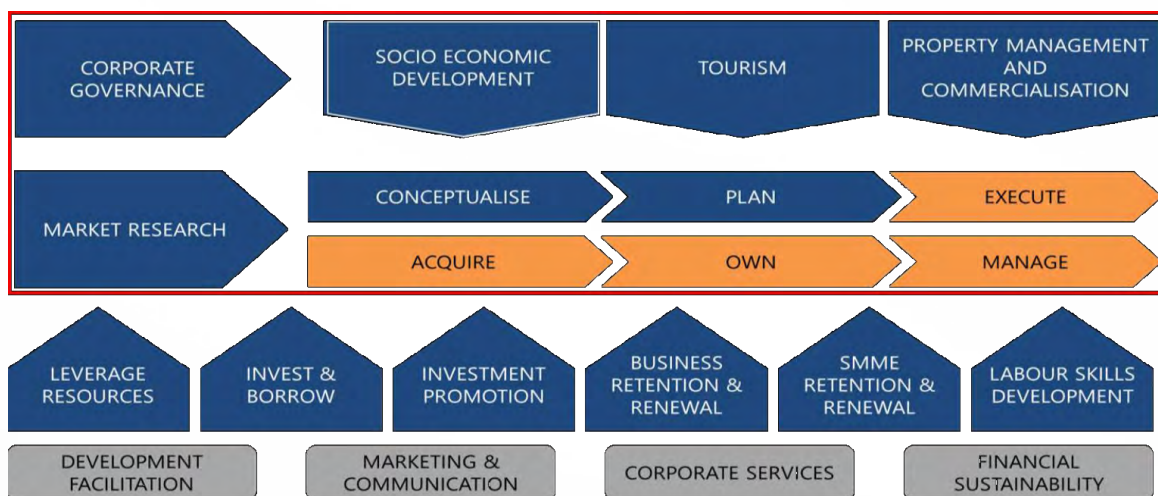 CORPORATE
GOVERNANCE
SOCIO ECONOMIC
DEVELOPMENT
TOURISM
PROPERTY MANAGEMENT
AND
COMMERCIALISATION
MARKET RESEARCH
CONCEPTUALISE
PLAN
EXECUTE
ACQUIRE
OWN
MANAGE
LEVERAGE
RESOURCES
INVEST &
BORROW
INVESTMENT
PROMOTION
BUSINESS
RETENTION &
RENEWAL
SMME
RETENTION &
RENEWAL
LABOUR SKILLS
DEVELOPMENT
DEVELOPMENT
FACILITATION
MARKETING &
COMMUNICATION
CORPORATE SERVICES
FINANCIAL
SUSTAINABILITY